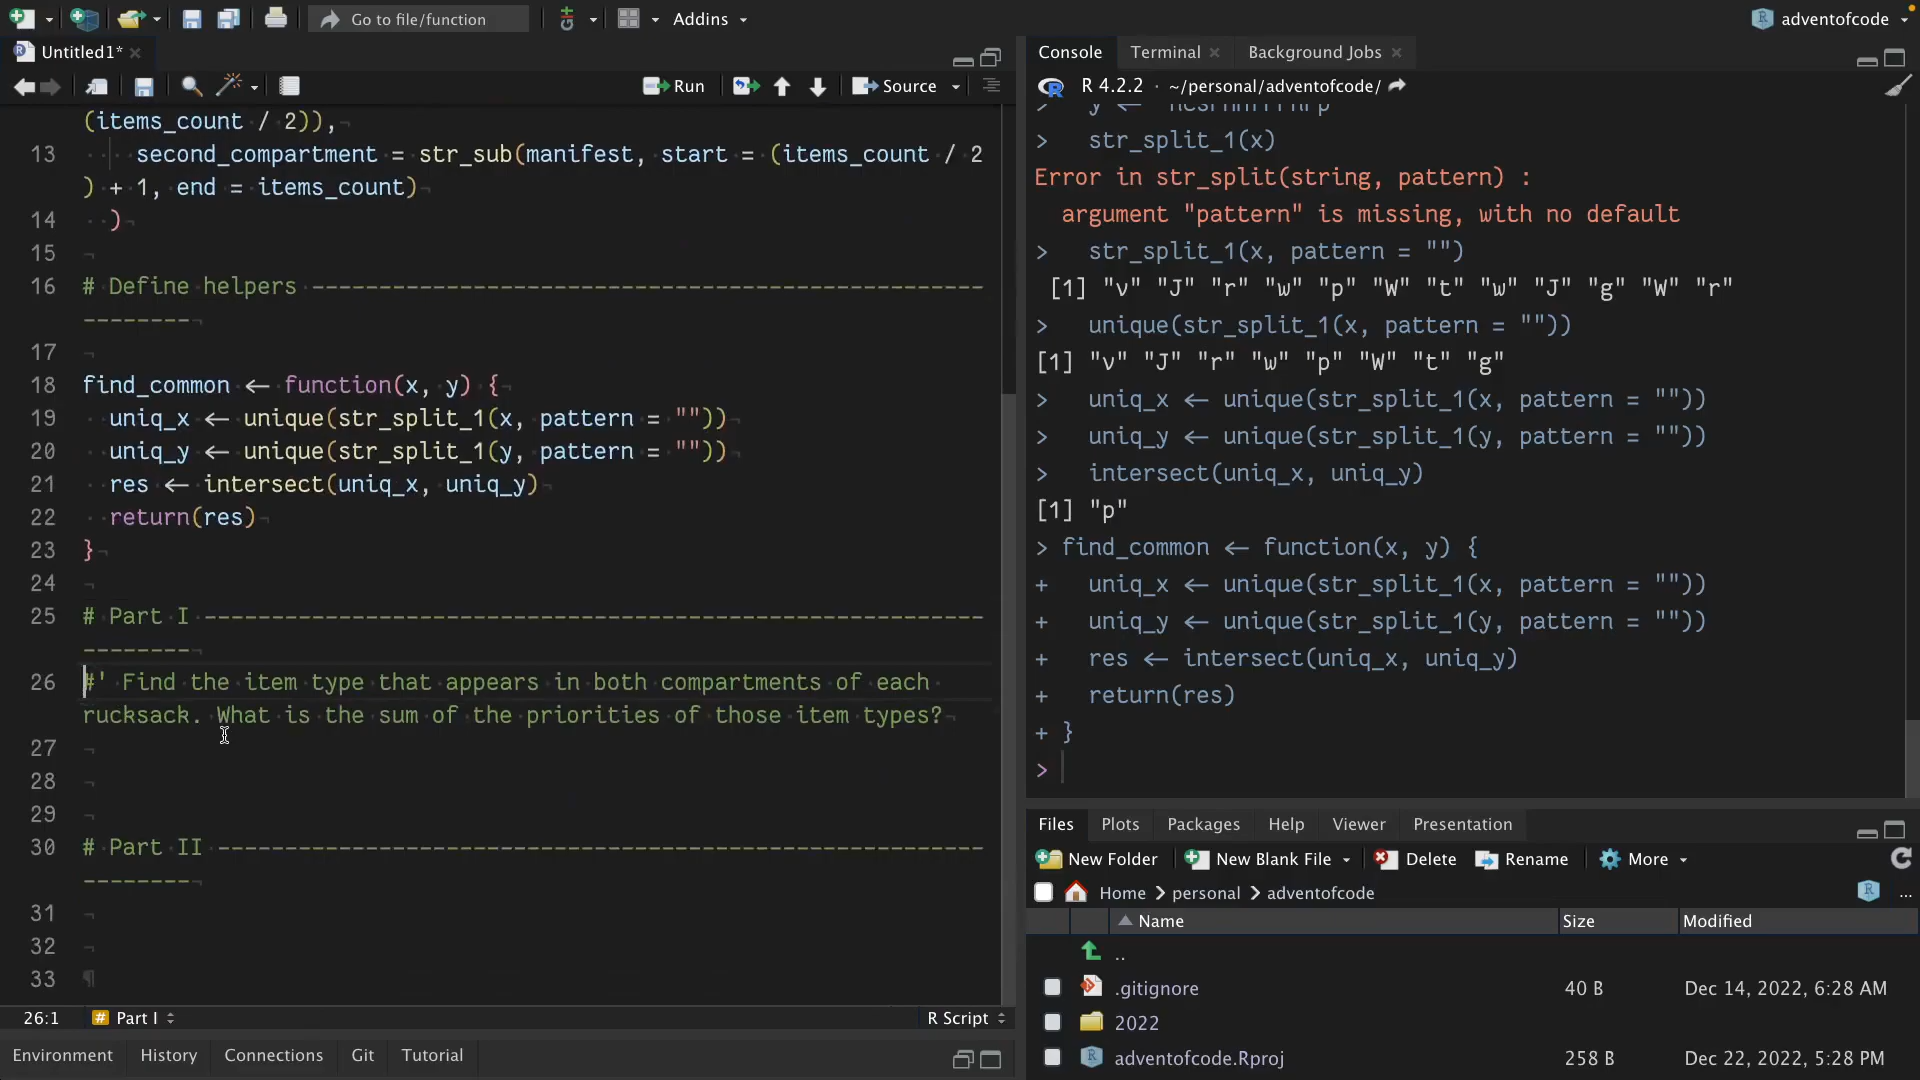 Go to file/function
Addins
adventofcode
Untitled1*
Run
Source
(items_count / 2)),
13 second_compartment = str_sub(manifest, start = (items_count / 2
) + 1, end = items_count)
14 )
15
16 # Define helpers --------------------------------------------------
--------
17
18 find_common ← function(x, y) {
19 uniq_x ← unique(str_split_1(x, pattern = ""))
20 uniq_y ← unique(str_split_1(y, pattern = ""))
21 res ← intersect(uniq_x, uniq_y)
22 return(res)
23 }
24
25 # Part I ----------------------------------------------------------
--------
26 #' Find the item type that appears in both compartments of each
rucksack. What is the sum of the priorities of those item types?
27
28
29
30 # Part II ---------------------------------------------------------
--------
31
32
33
26:1 # Part I R Script
Environment History Connections Git Tutorial
Console Terminal Background Jobs
R 4.2.2 · ~/personal/adventofcode/
> str_split_1(x)
Error in str_split(string, pattern) :
argument "pattern" is missing, with no default
> str_split_1(x, pattern = "")
[1] "v" "J" "r" "w" "p" "W" "t" "w" "J" "g" "W" "r"
> unique(str_split_1(x, pattern = ""))
[1] "v" "J" "r" "w" "p" "W" "t" "g"
> uniq_x ← unique(str_split_1(x, pattern = ""))
> uniq_y ← unique(str_split_1(y, pattern = ""))
> intersect(uniq_x, uniq_y)
[1] "p"
> find_common ← function(x, y) {
+ uniq_x ← unique(str_split_1(x, pattern = ""))
+ uniq_y ← unique(str_split_1(y, pattern = ""))
+ res ← intersect(uniq_x, uniq_y)
+ return(res)
+ }
>
Files Plots Packages Help Viewer Presentation
New Folder New Blank File Delete Rename More
Home > personal > adventofcode ...
Name Size Modified
..
.gitignore 40 B Dec 14, 2022, 6:28 AM
2022
adventofcode.Rproj 258 B Dec 22, 2022, 5:28 PM